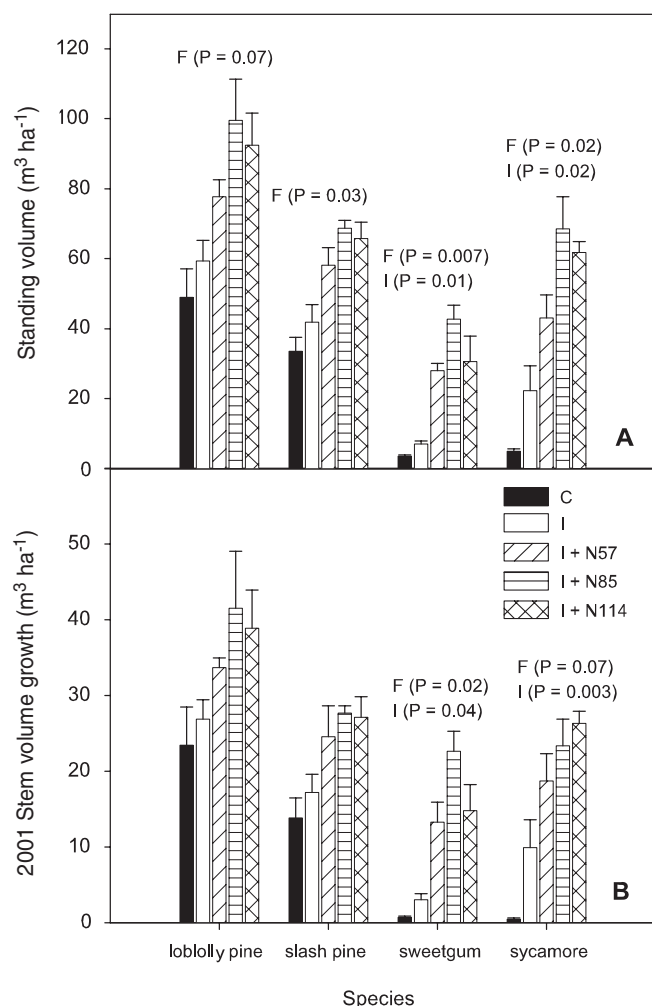 120
100
80
60
40
20
0
Standing volume (m³ ha⁻¹)
F (P = 0.07)
F (P = 0.03)
F (P = 0.007)
I (P = 0.01)
F (P = 0.02)
I (P = 0.02)
A
50
40
30
20
10
0
2001 Stem volume growth (m³ ha⁻¹)
C
I
I + N57
I + N85
I + N114
F (P = 0.02)
I (P = 0.04)
F (P = 0.07)
I (P = 0.003)
B
loblolly pine slash pine sweetgum sycamore
Species